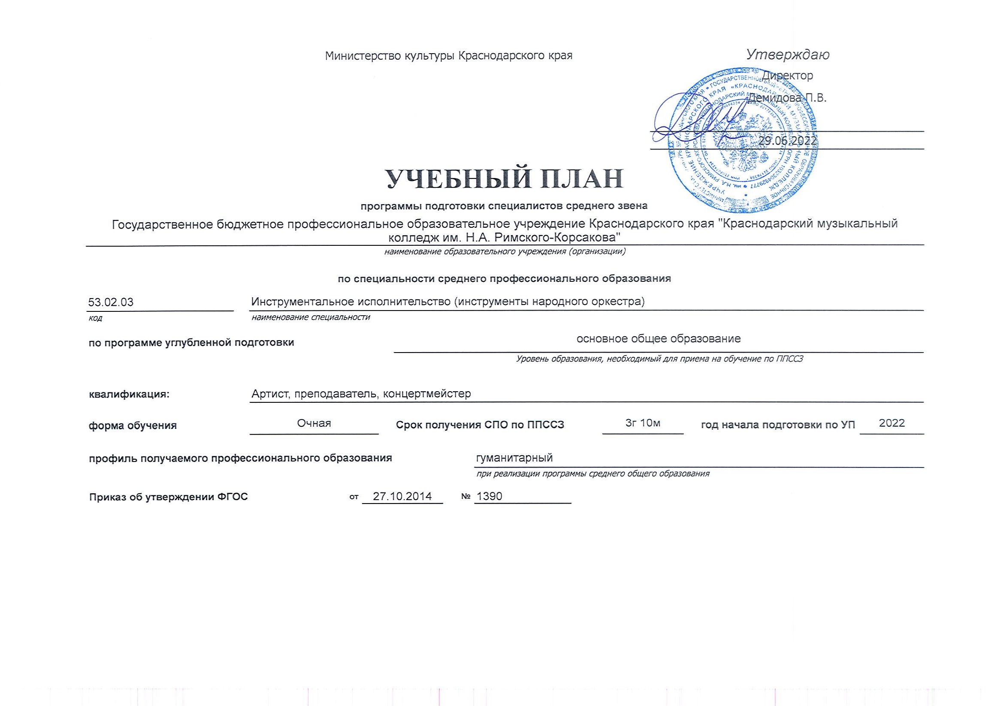 Министерство культуры Краснодарского края
Утверждаю
Директор
Демидова П.В.
29.06.2022
УЧЕБНЫЙ ПЛАН
программы подготовки специалистов среднего звена
Государственное бюджетное профессиональное образовательное учреждение Краснодарского края "Краснодарский музыкальный
колледж им. Н.А. Римского-Корсакова"
наименование образовательного учреждения (организации)
по специальности среднего профессионального образования
53.02.03 Инструментальное исполнительство (инструменты народного оркестра)
код наименование специальности
по программе углубленной подготовки основное общее образование
Уровень образования, необходимый для приема на обучение по ППССЗ
квалификация: Артист, преподаватель, концертмейстер
форма обучения Очная Срок получения СПО по ППССЗ 3г 10м год начала подготовки по УП 2022
профиль получаемого профессионального образования гуманитарный
при реализации программы среднего общего образования
Приказ об утверждении ФГОС от 27.10.2014 № 1390